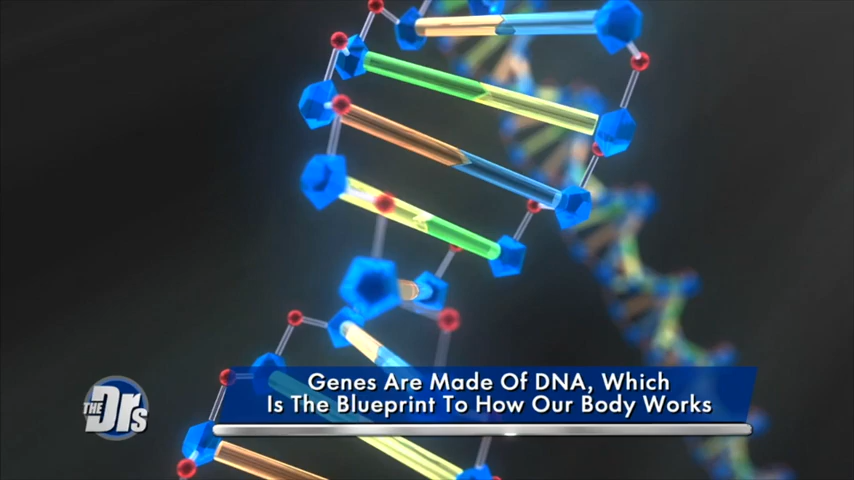 Genes Are Made Of DNA, Which
Is The Blueprint To How Our Body Works
THE Drs